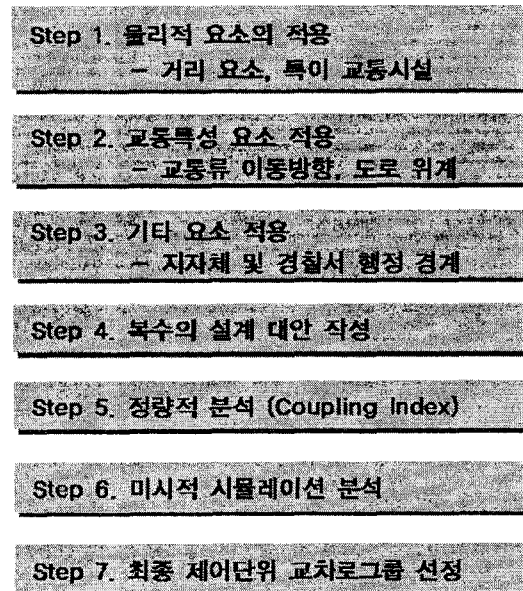 Step 1. 물리적 요소의 적용
- 거리 요소, 특이 교통시설
Step 2. 교통특성 요소 적용
- 교통류 이동방향, 도로 위계
Step 3. 기타 요소 적용
- 지자체 및 경찰서 행정 경계
Step 4. 복수의 설계 대안 작성
Step 5. 정량적 분석 (Coupling Index)
Step 6. 미시적 시뮬레이션 분석
Step 7. 최종 제어단위 교차로그룹 선정